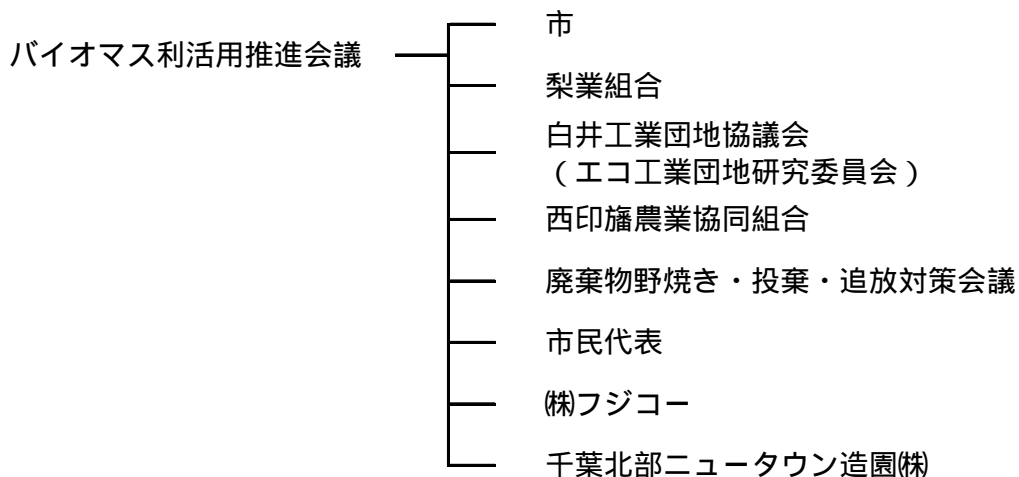 市
バイオマス利活用推進会議
梨業組合
白井工業団地協議会
（エコ工業団地研究委員会）
西印旛農業協同組合
廃棄物野焼き・投棄・追放対策会議
市民代表
㈱フジコー
千葉北部ニュータウン造園㈱